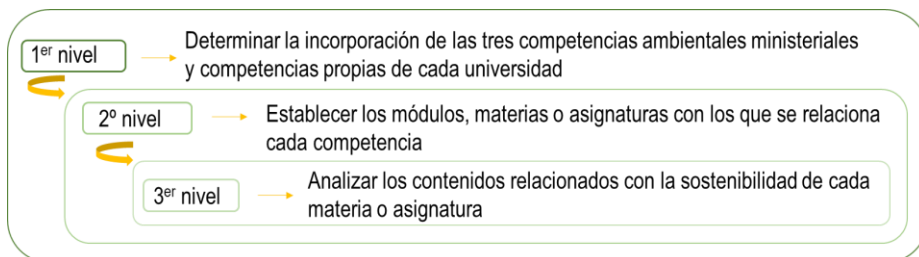 1er nivel
Determinar la incorporación de las tres competencias ambientales ministeriales
y competencias propias de cada universidad
2º nivel
Establecer los módulos, materias o asignaturas con los que se relaciona
cada competencia
3er nivel
Analizar los contenidos relacionados con la sostenibilidad de cada
materia o asignatura